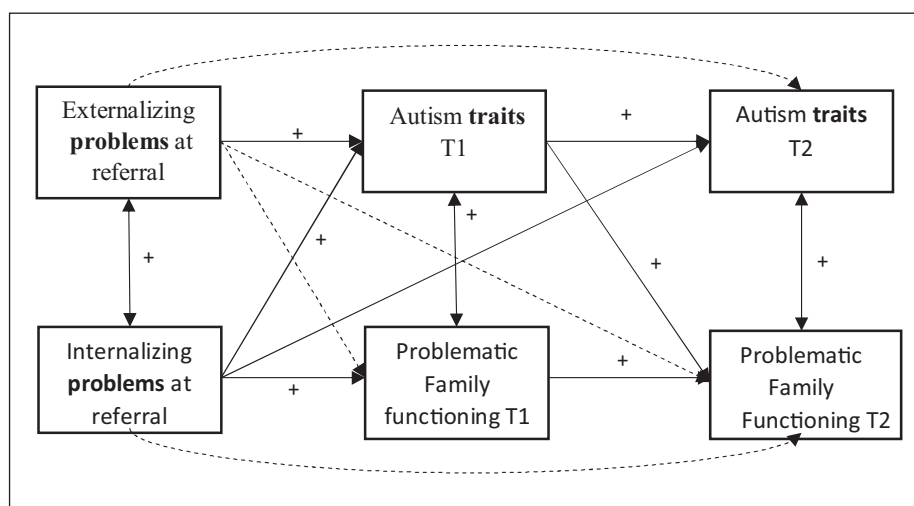 Externalizing
problems at
referral
Autism traits
T1
Autism traits
T2
+
+
+
+
+
+
+
+
+
Internalizing
problems at
referral
Problematic
Family
functioning T1
Problematic
Family
Functioning T2